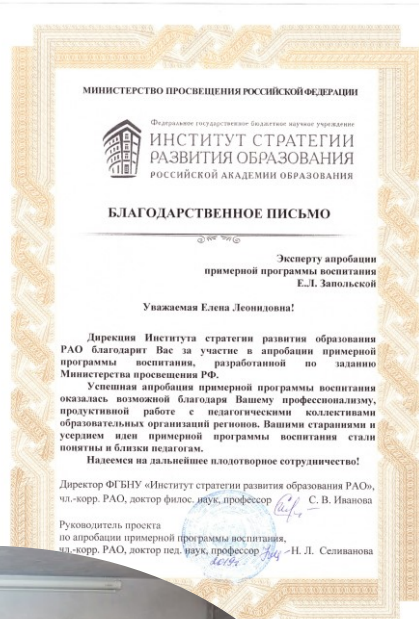 МИНИСТЕРСТВО ПРОСВЕЩЕНИЯ РОССИЙСКОЙ ФЕДЕРАЦИИ
Федеральное государственное бюджетное научное учреждение
ИНСТИТУТ СТРАТЕГИИ
РАЗВИТИЯ ОБРАЗОВАНИЯ
РОССИЙСКОЙ АКАДЕМИИ ОБРАЗОВАНИЯ
БЛАГОДАРСТВЕННОЕ ПИСЬМО
Эксперту апробации
примерной программы воспитания
Е.Л. Запольской
Уважаемая Елена Леонидовна!
Дирекция Института стратегии развития образования
РАО благодарит Вас за участие в апробации примерной
программы воспитания, разработанной по заданию
Министерства просвещения РФ.
Успешная апробация примерной программы воспитания
оказалась возможной благодаря Вашему профессионализму,
продуктивной работе с педагогическими коллективами
образовательных организаций регионов. Вашими стараниями и
усердием идеи примерной программы воспитания стали
понятны и близки педагогам.
Надеемся на дальнейшее плодотворное сотрудничество!
Директор ФГБНУ «Институт стратегии развития образования РАО»,
чл.-корр. РАО, доктор филос. наук, профессор С. В. Иванова
Руководитель проекта
по апробации примерной программы воспитания,
чл.-корр. РАО, доктор пед. наук, профессор Н. Л. Селиванова
2019г.